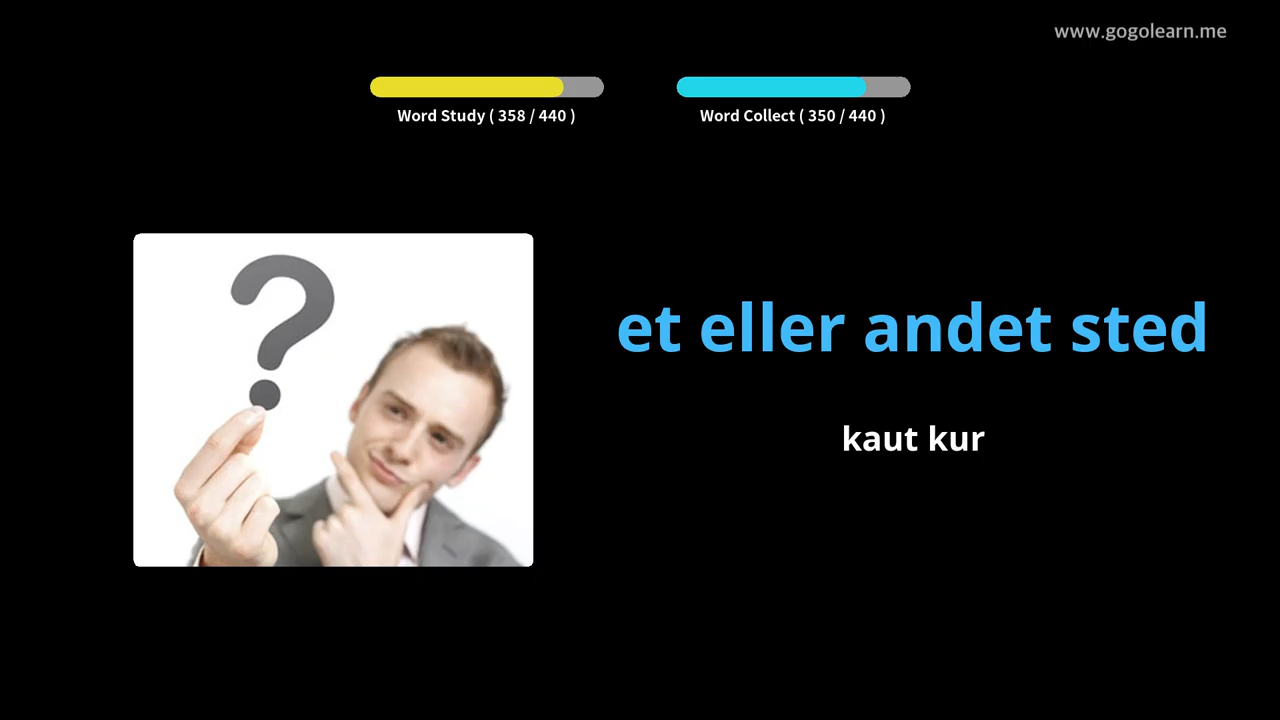 www.gogolearn.me
Word Study ( 358 / 440 )
Word Collect ( 350 / 440 )
et eller andet sted
kaut kur